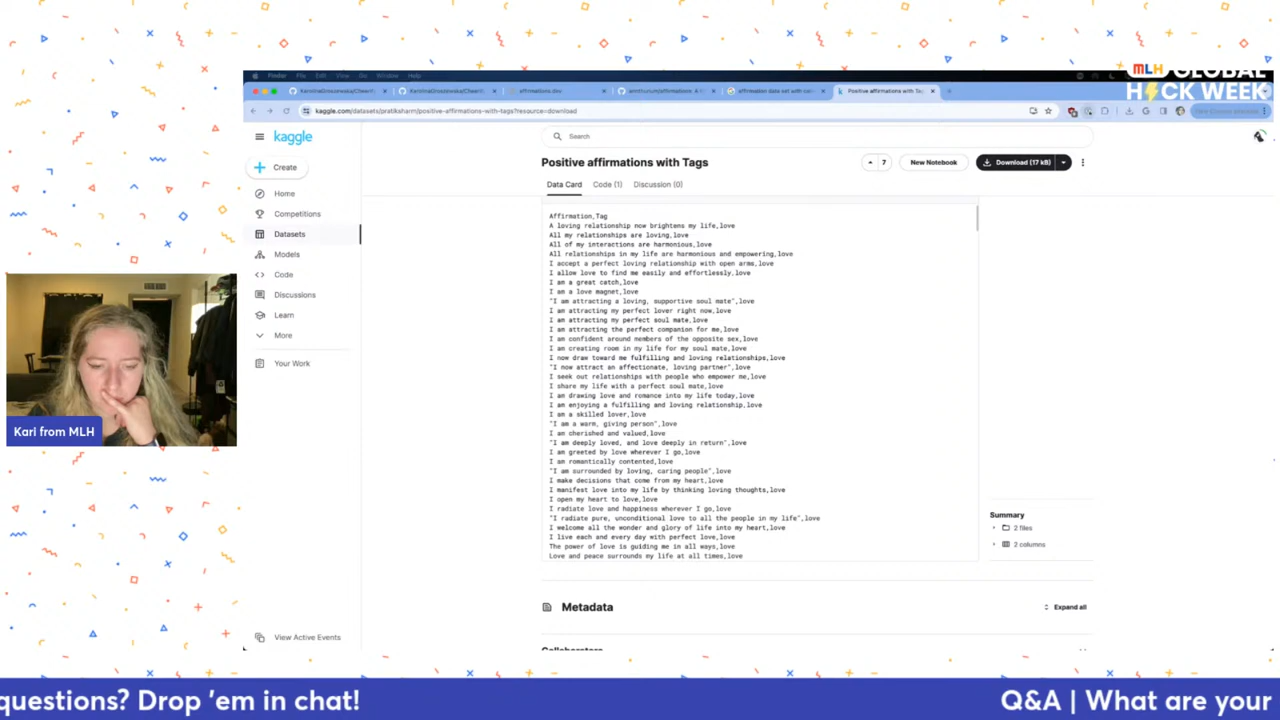 MLH GLOBAL
HACK WEEK
Finder File Edit View Go Window Help
affirmations.dev
Positive affirmations with T
kaggle.com/datasets/pratiksharm/positive-affirmations-with-tags?resource=download
kaggle
Search
Create
Home
Competitions
Datasets
Models
Code
Discussions
Learn
More
Your Work
View Active Events
Positive affirmations with Tags
7
New Notebook
Download (17 kB)
Data Card
Code (1)
Discussion (0)
Affirmation,Tag
A loving relationship now brightens my life,love
All my relationships are loving,love
All of my interactions are harmonious,love
All relationships in my life are harmonious and empowering,love
I accept a perfect loving relationship with open arms,love
I allow love to find me easily and effortlessly,love
I am a great catch,love
I am a love magnet,love
"I am attracting a loving, supportive soul mate",love
I am attracting my perfect lover right now,love
I am attracting my perfect soul mate,love
I am attracting the perfect companion for me,love
I am confident around members of the opposite sex,love
I am creating room in my life for my soul mate,love
I now draw toward me fulfilling and loving relationships,love
"I now attract an affectionate, loving partner",love
I seek out relationships with people who empower me,love
I share my life with a perfect soul mate,love
I am drawing love and romance into my life today,love
I am enjoying a fulfilling and loving relationship,love
I am a skilled lover,love
"I am a warm, giving person",love
I am cherished and valued,love
"I am deeply loved, and love deeply in return",love
I am greeted by love wherever I go,love
I am romantically contented,love
"I am surrounded by loving, caring people",love
I make decisions that come from my heart,love
I manifest love into my life by thinking loving thoughts,love
I open my heart to love,love
I radiate love and happiness wherever I go,love
"I radiate pure, unconditional love to all the people in my life",love
I welcome all the wonder and glory of life into my heart,love
I live each and every day with perfect love,love
The power of love is guiding me in all ways,love
Love and peace surrounds my life at all times,love
Summary
2 files
2 columns
Metadata
Expand all
Collaborators
Kari from MLH
questions? Drop 'em in chat!
Q&A | What are your